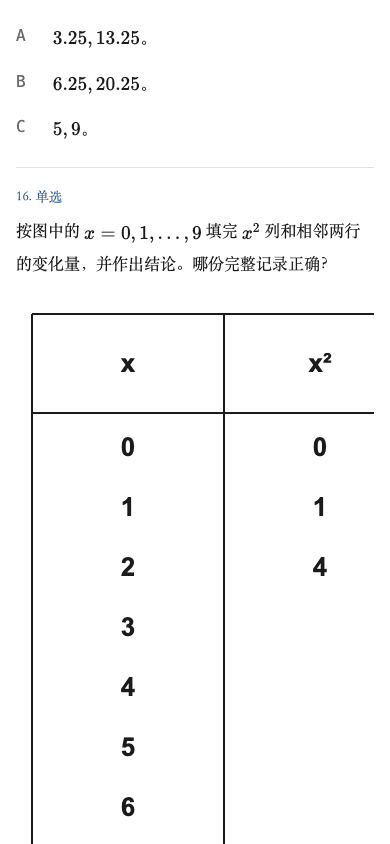 A 3.25, 13.25。
B 6.25, 20.25。
C 5, 9。
16. 单选
按图中的 x = 0, 1, . . . , 9 填完 x² 列和相邻两行
的变化量，并作出结论。哪份完整记录正确?
x x²
0 0
1 1
2 4
3
4
5
6